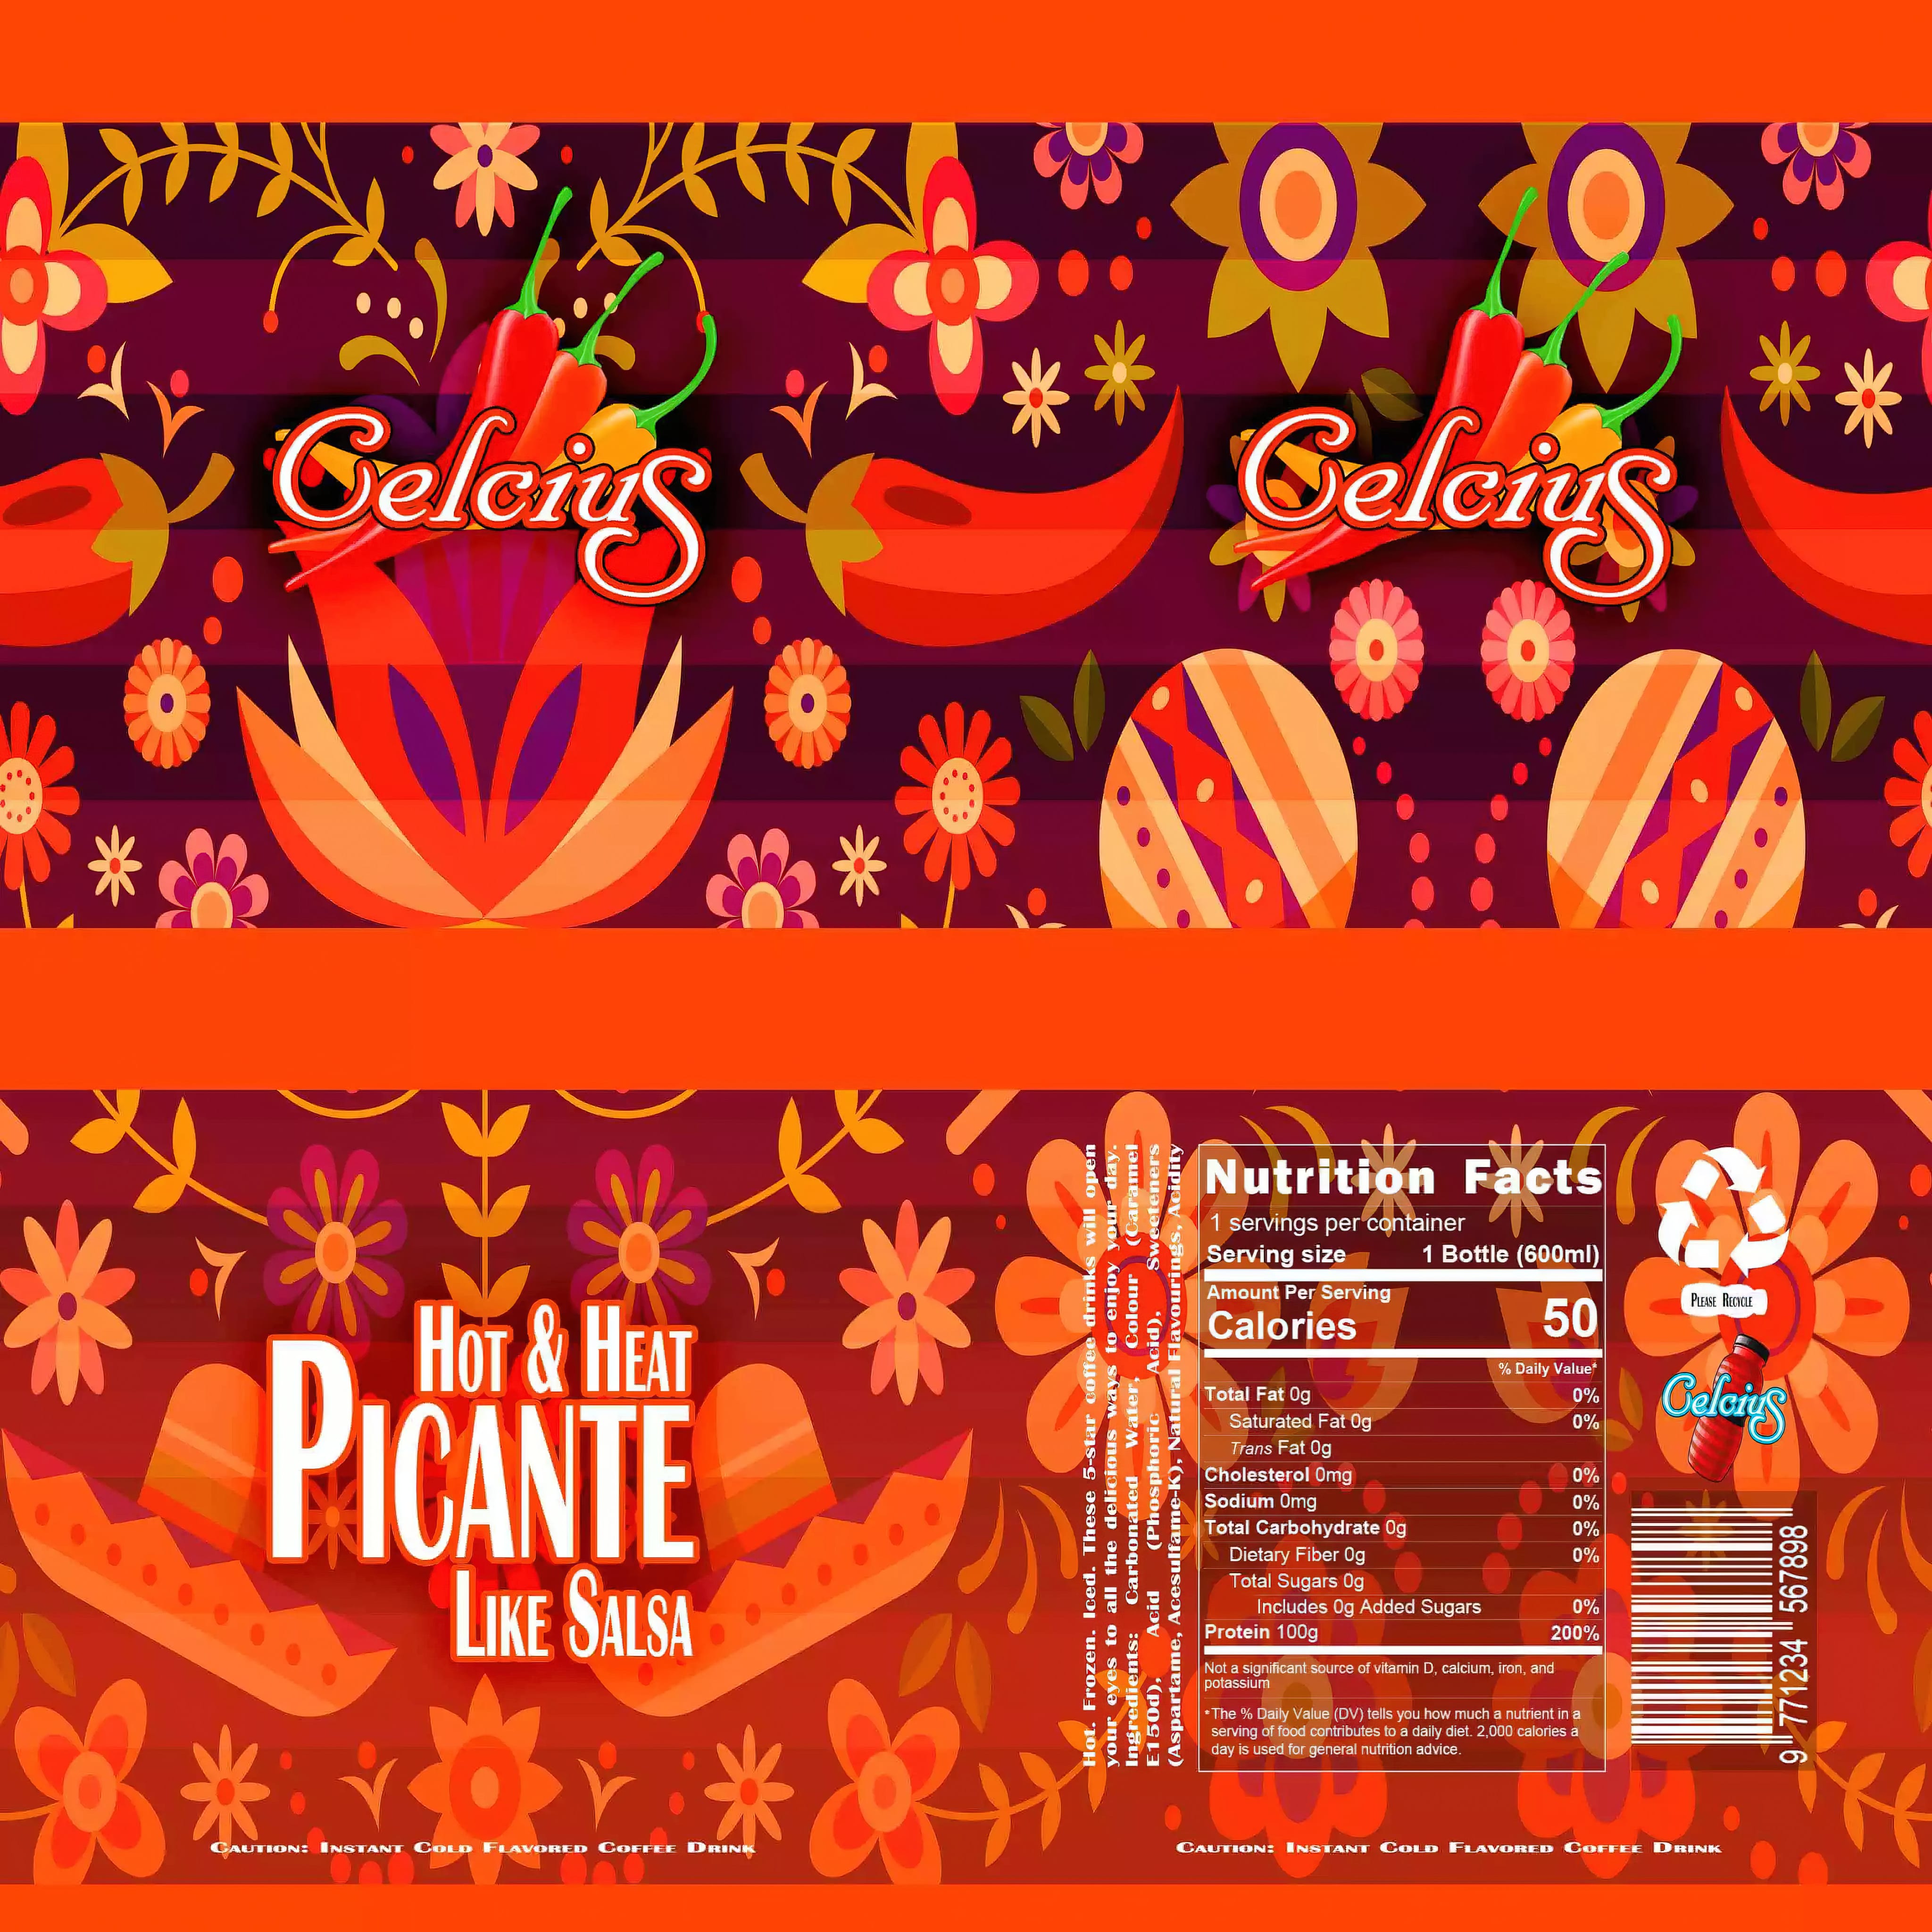 Celcius
Celcius
Hot & Heat
Picante
Like Salsa
Caution: Instant Cold Flavored Coffee Drink
Hot. Frozen. Iced. These 5-star coffee drinks will open
your eyes to all the delicious ways to enjoy your day.
Ingredients: Carbonated Water, Colour (Caramel
E150d), Acid (Phosphoric Acid), Sweeteners
(Aspartame, Acesulfame-K), Natural Flavourings, Acidity
Nutrition Facts
1 servings per container
Serving size 1 Bottle (600ml)
Amount Per Serving
Calories 50
% Daily Value*
Total Fat 0g 0%
Saturated Fat 0g 0%
Trans Fat 0g
Cholesterol 0mg 0%
Sodium 0mg 0%
Total Carbohydrate 0g 0%
Dietary Fiber 0g 0%
Total Sugars 0g
Includes 0g Added Sugars 0%
Protein 100g 200%
Not a significant source of vitamin D, calcium, iron, and
potassium
*The % Daily Value (DV) tells you how much a nutrient in a
serving of food contributes to a daily diet. 2,000 calories a
day is used for general nutrition advice.
Please Recycle
Celcius
9 771234 567898
Caution: Instant Cold Flavored Coffee Drink